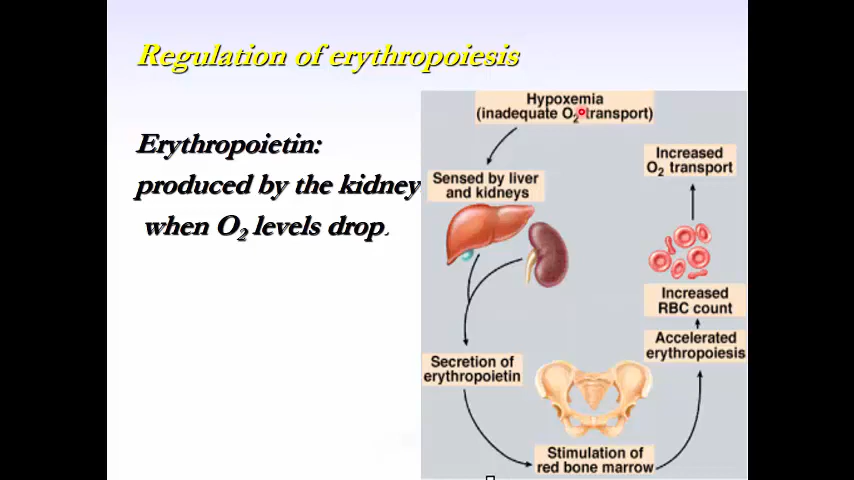 Regulation of erythropoiesis
Erythropoietin:
produced by the kidney
when O₂ levels drop.
Hypoxemia
(inadequate O₂ transport)
Sensed by liver
and kidneys
Secretion of
erythropoietin
Stimulation of
red bone marrow
Accelerated
erythropoiesis
Increased
RBC count
Increased
O₂ transport